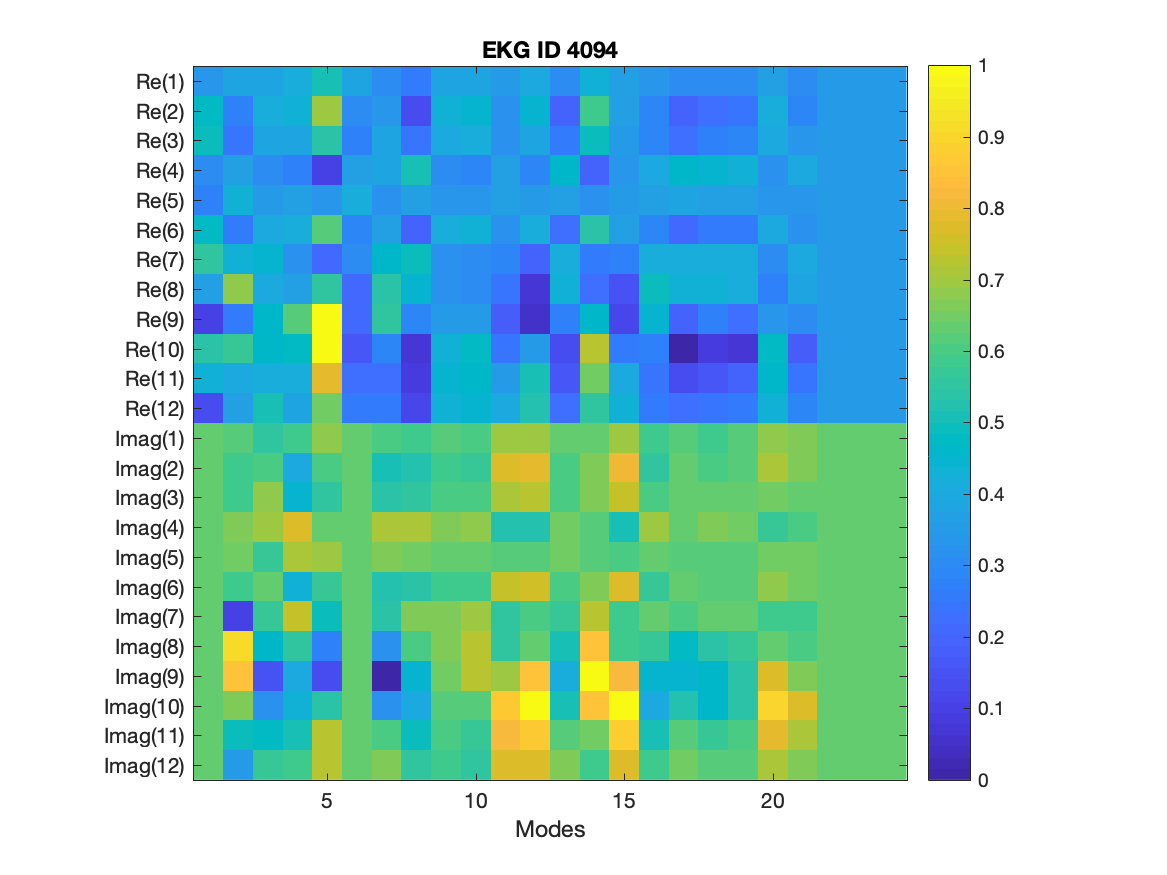 EKG ID 4094
Re(1)
Re(2)
Re(3)
Re(4)
Re(5)
Re(6)
Re(7)
Re(8)
Re(9)
Re(10)
Re(11)
Re(12)
Imag(1)
Imag(2)
Imag(3)
Imag(4)
Imag(5)
Imag(6)
Imag(7)
Imag(8)
Imag(9)
Imag(10)
Imag(11)
Imag(12)
5 10 15 20
Modes
1
0.9
0.8
0.7
0.6
0.5
0.4
0.3
0.2
0.1
0